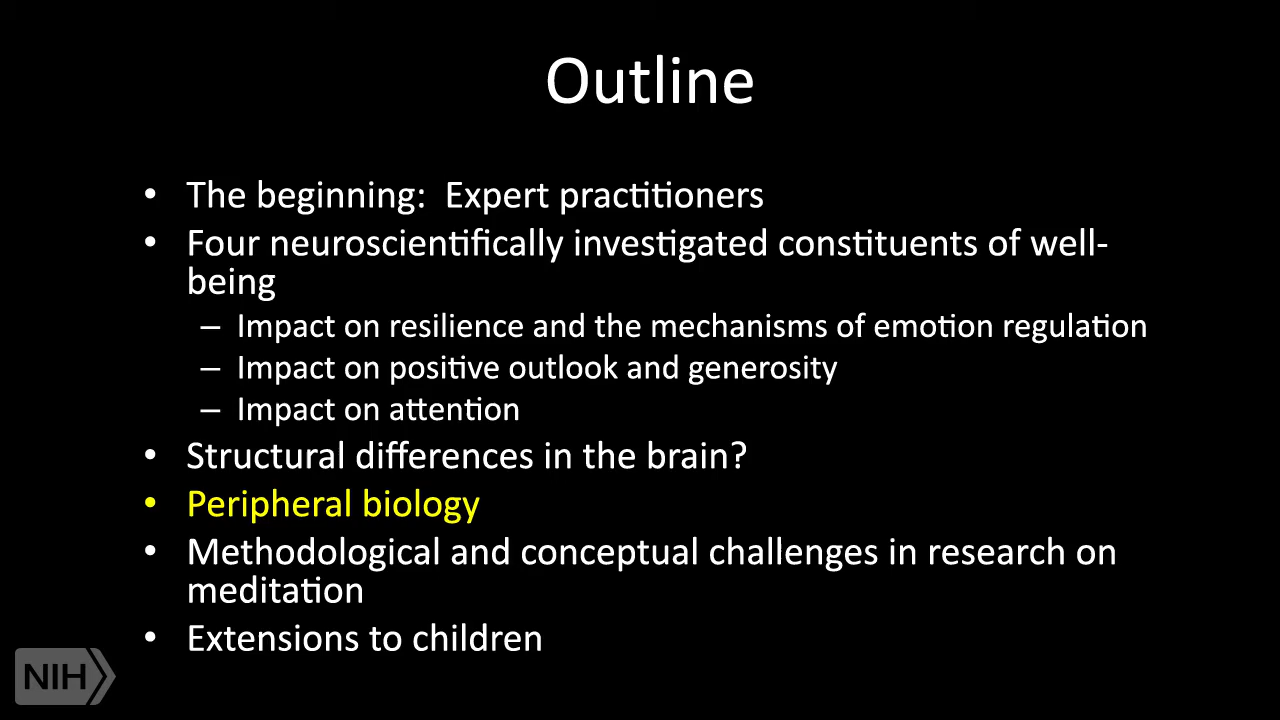 Outline
• The beginning:  Expert practitioners
• Four neuroscientifically investigated constituents of well-
being
– Impact on resilience and the mechanisms of emotion regulation
– Impact on positive outlook and generosity
– Impact on attention
• Structural differences in the brain?
• Peripheral biology
• Methodological and conceptual challenges in research on
meditation
• Extensions to children
NIH